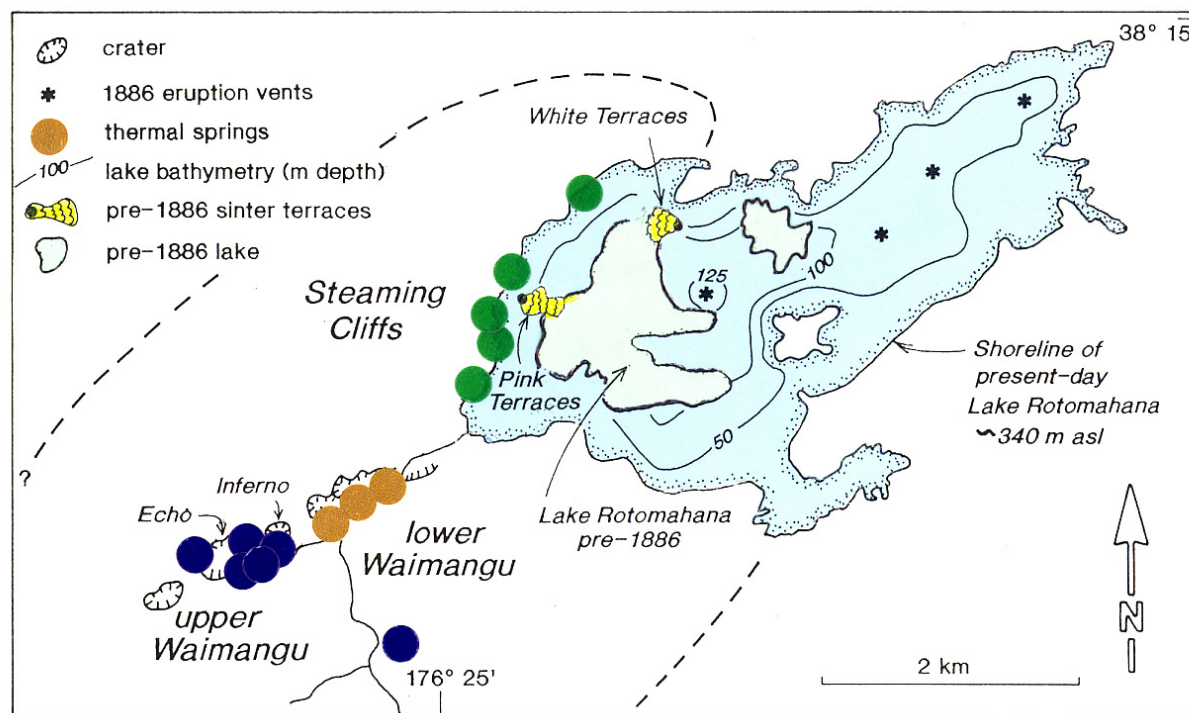 crater
1886 eruption vents
thermal springs
100
lake bathymetry (m depth)
pre-1886 sinter terraces
pre-1886 lake
38° 15
White Terraces
125
100
Steaming
Cliffs
Pink
Terraces
Shoreline of
present-day
Lake Rotomahana
~340 m asl
50
?
Inferno
Echo
Lake Rotomahana
pre-1886
lower
Waimangu
upper
Waimangu
N
176° 25'
2 km